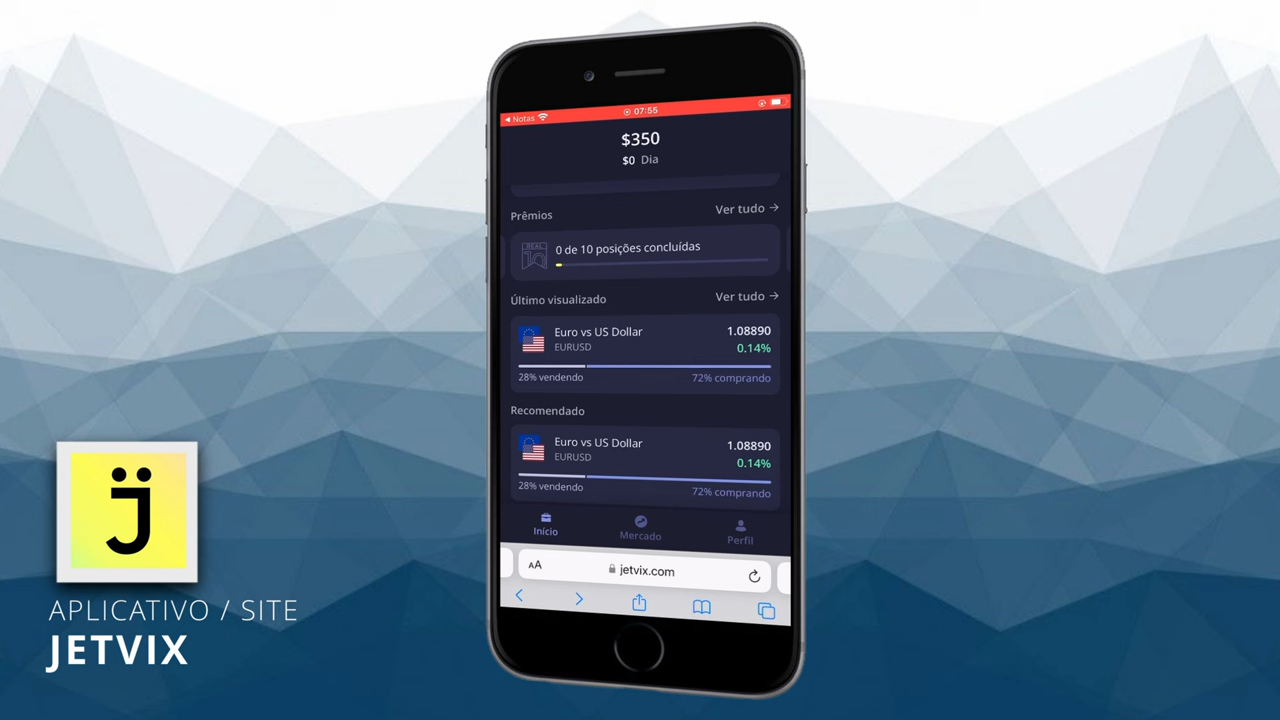 Notas
07:55
$350
$0 Dia
Prêmios
Ver tudo →
REAL
10
0 de 10 posições concluídas
Último visualizado
Ver tudo →
Euro vs US Dollar
1.08890
EURUSD
0.14%
28% vendendo
72% comprando
Recomendado
Euro vs US Dollar
1.08890
EURUSD
0.14%
28% vendendo
72% comprando
Início
Mercado
Perfil
AA
jetvix.com
J̈
APLICATIVO / SITE
JETVIX